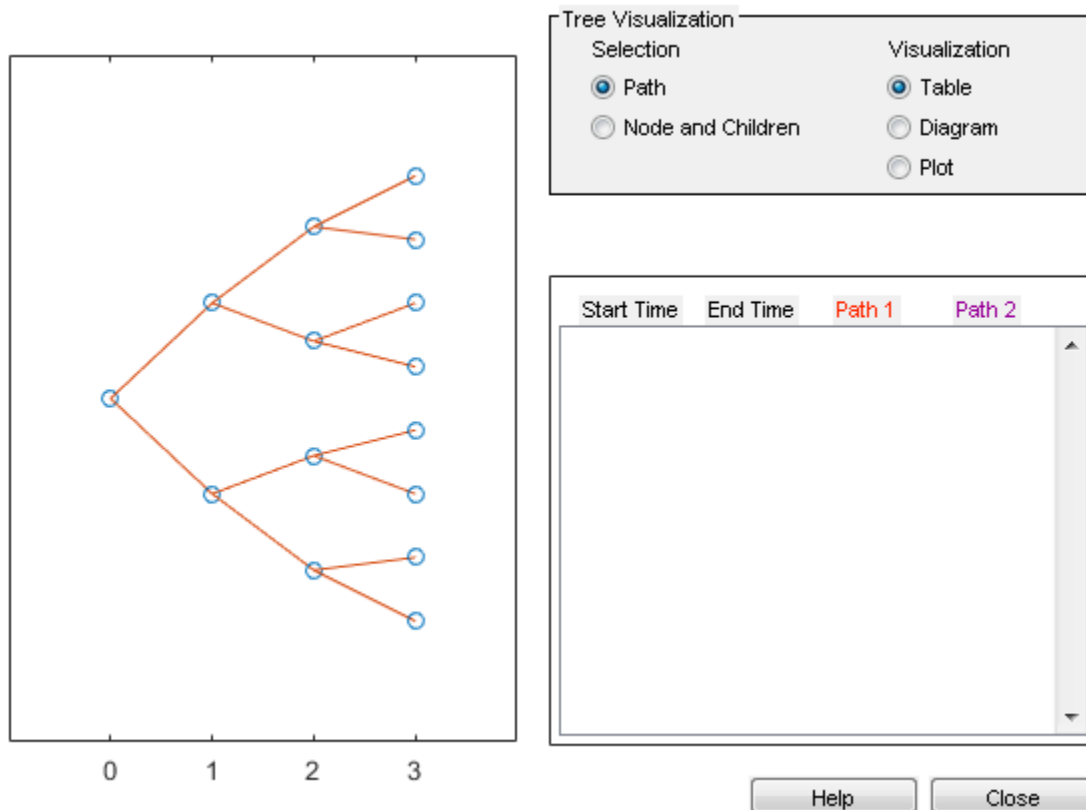 Tree Visualization
Selection Visualization
Path Table
Node and Children Diagram
Plot
Start Time End Time Path 1 Path 2
0 1 2 3
Help Close